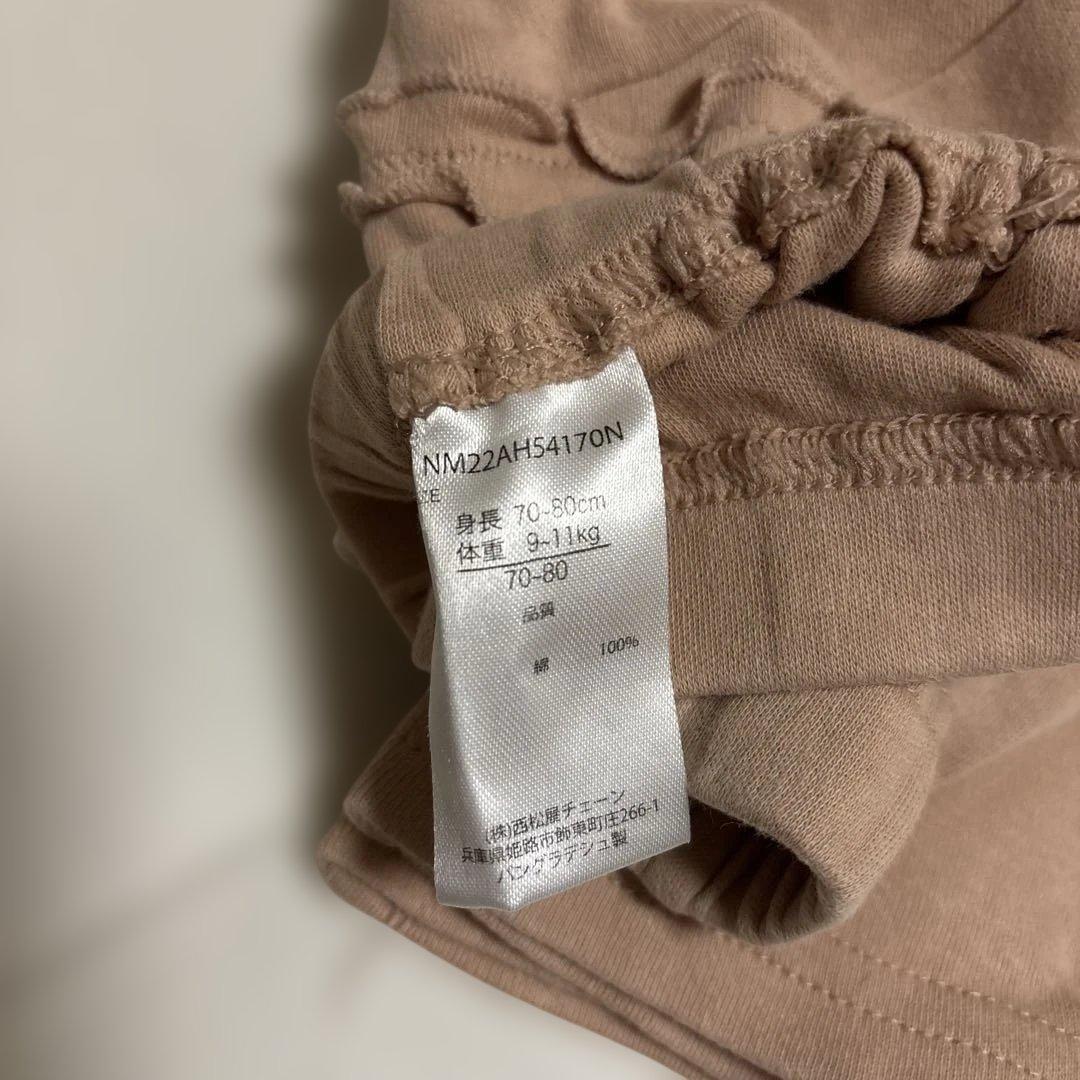 NM22AH54170N
ZE
身長 70~80cm
体重 9~11kg
70~80
品質
綿 100%
(株)西松屋チェーン
兵庫県姫路市飾東町庄266-1
バングラデシュ製